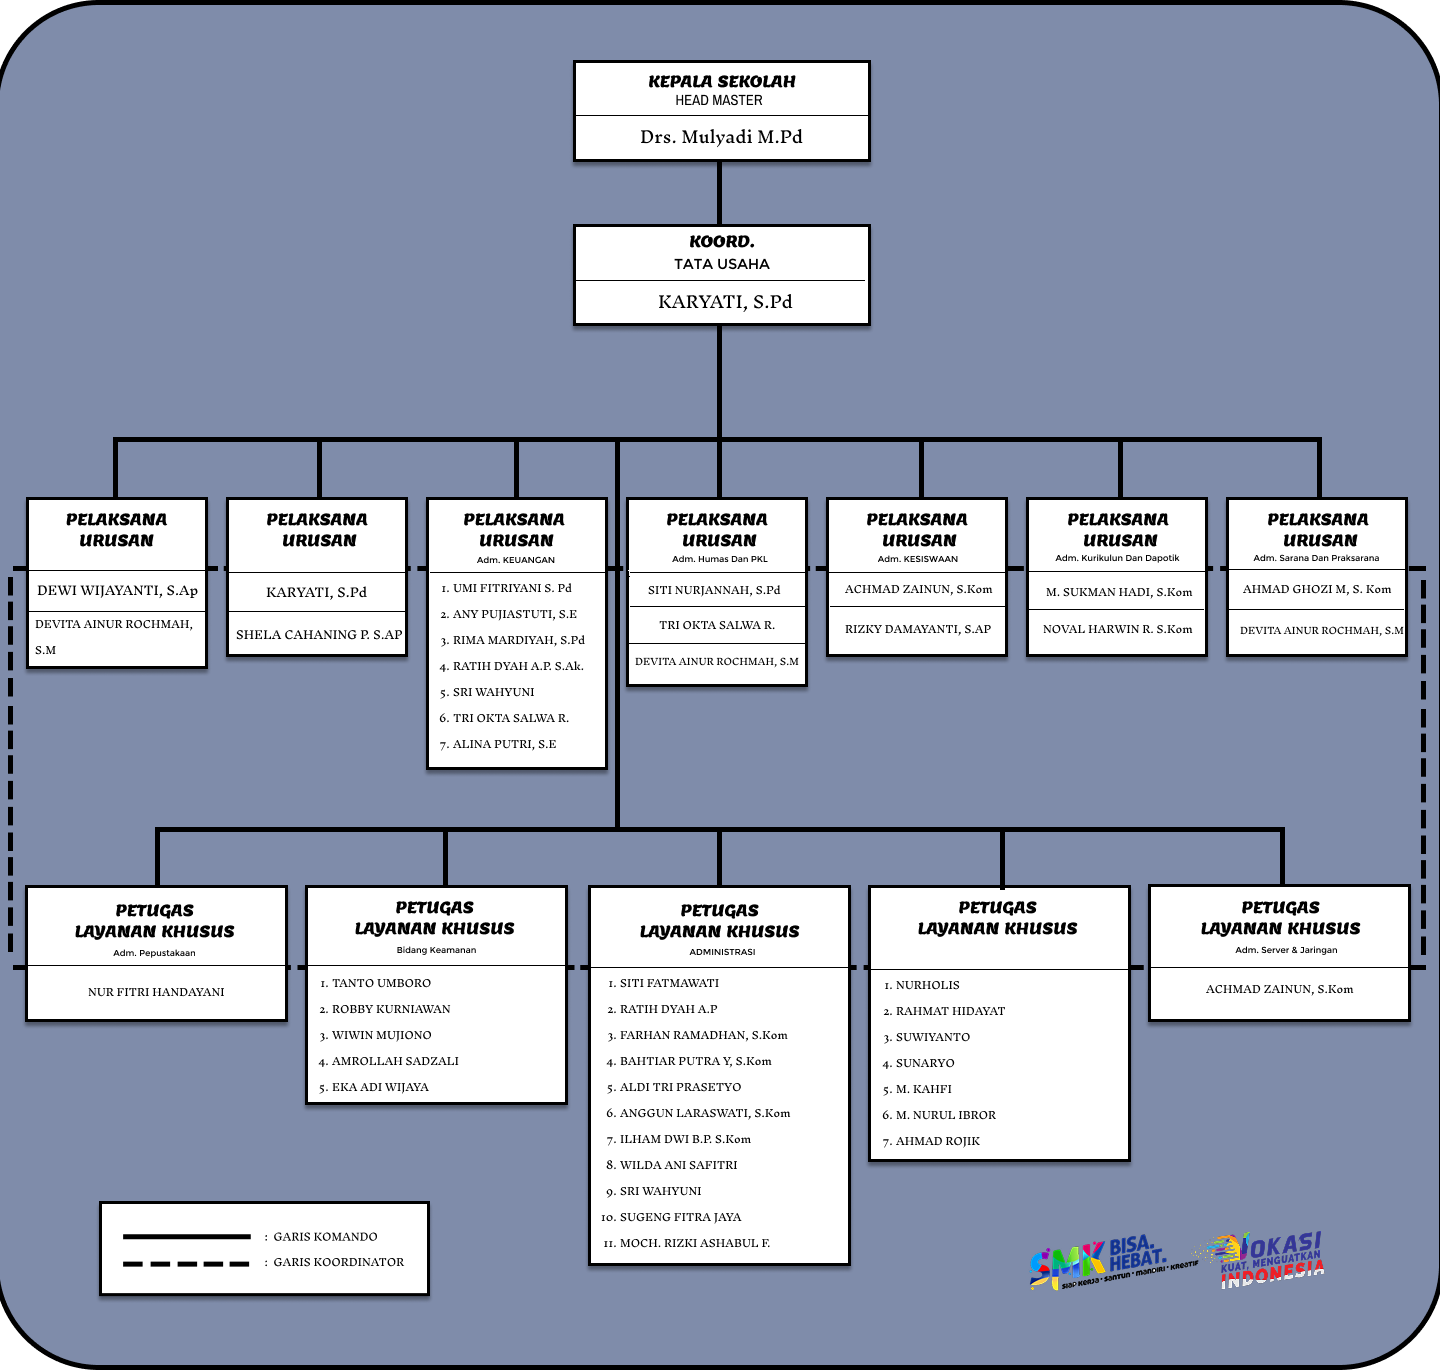 KEPALA SEKOLAH
HEAD MASTER
Drs. Mulyadi M.Pd
KOORD.
TATA USAHA
KARYATI, S.Pd
PELAKSANA
URUSAN
DEWI WIJAYANTI, S.Ap
DEVITA AINUR ROCHMAH,
S.M
PELAKSANA
URUSAN
KARYATI, S.Pd
SHELA CAHANING P. S.AP
PELAKSANA
URUSAN
Adm. KEUANGAN
1. UMI FITRIYANI S. Pd
2. ANY PUJIASTUTI, S.E
3. RIMA MARDIYAH, S.Pd
4. RATIH DYAH A.P. S.Ak.
5. SRI WAHYUNI
6. TRI OKTA SALWA R.
7. ALINA PUTRI, S.E
PELAKSANA
URUSAN
Adm. Humas Dan PKL
SITI NURJANNAH, S.Pd
TRI OKTA SALWA R.
DEVITA AINUR ROCHMAH, S.M
PELAKSANA
URUSAN
Adm. KESISWAAN
ACHMAD ZAINUN, S.Kom
RIZKY DAMAYANTI, S.AP
PELAKSANA
URUSAN
Adm. Kurikulun Dan Dapotik
M. SUKMAN HADI, S.Kom
NOVAL HARWIN R. S.Kom
PELAKSANA
URUSAN
Adm. Sarana Dan Praksarana
AHMAD GHOZI M, S. Kom
DEVITA AINUR ROCHMAH, S.M
PETUGAS
LAYANAN KHUSUS
Adm. Pepustakaan
NUR FITRI HANDAYANI
PETUGAS
LAYANAN KHUSUS
Bidang Keamanan
1. TANTO UMBORO
2. ROBBY KURNIAWAN
3. WIWIN MUJIONO
4. AMROLLAH SADZALI
5. EKA ADI WIJAYA
PETUGAS
LAYANAN KHUSUS
ADMINISTRASI
1. SITI FATMAWATI
2. RATIH DYAH A.P
3. FARHAN RAMADHAN, S.Kom
4. BAHTIAR PUTRA Y, S.Kom
5. ALDI TRI PRASETYO
6. ANGGUN LARASWATI, S.Kom
7. ILHAM DWI B.P. S.Kom
8. WILDA ANI SAFITRI
9. SRI WAHYUNI
10. SUGENG FITRA JAYA
11. MOCH. RIZKI ASHABUL F.
PETUGAS
LAYANAN KHUSUS
1. NURHOLIS
2. RAHMAT HIDAYAT
3. SUWIYANTO
4. SUNARYO
5. M. KAHFI
6. M. NURUL IBROR
7. AHMAD ROJIK
PETUGAS
LAYANAN KHUSUS
Adm. Server & Jaringan
ACHMAD ZAINUN, S.Kom
: GARIS KOMANDO
: GARIS KOORDINATOR
SMK BISA.
HEBAT.
SIAP KERJA • SANTUN • MANDIRI • KREATIF
VOKASI
KUAT, MENGUATKAN
INDONESIA